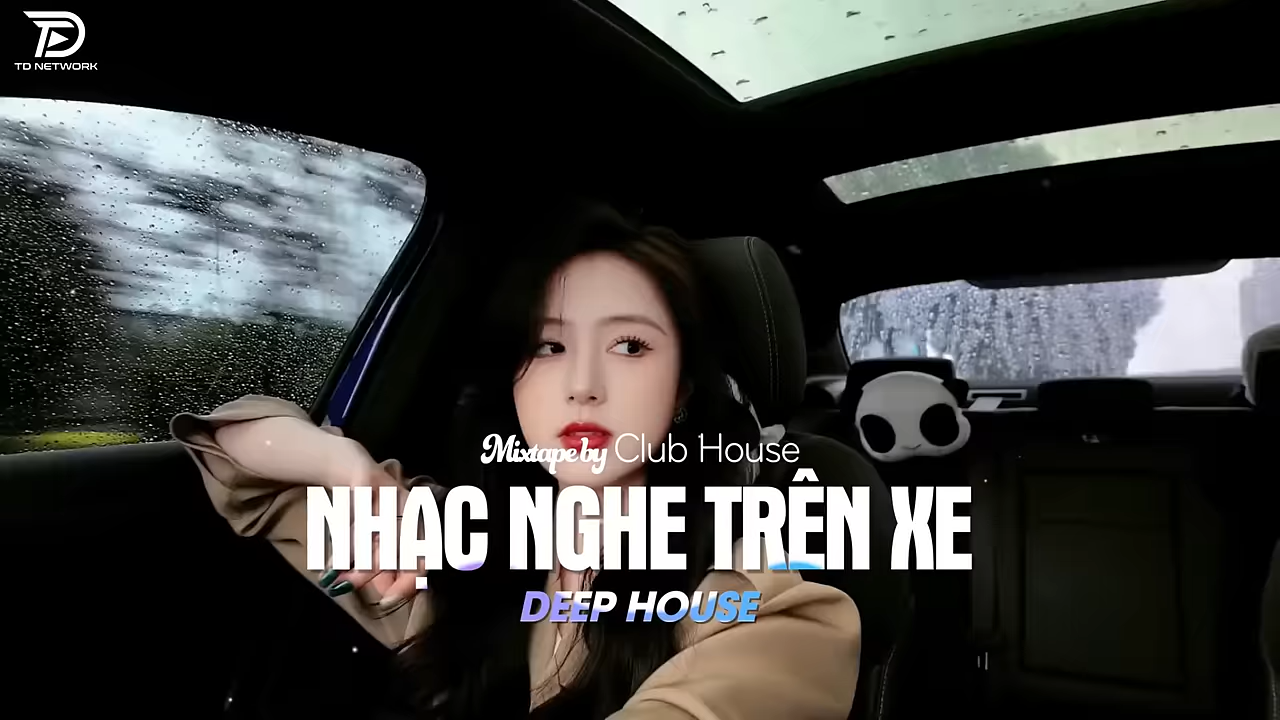 TD NETWORK
Mixtape by Club House
NHẠC NGHE TRÊN XE
DEEP HOUSE